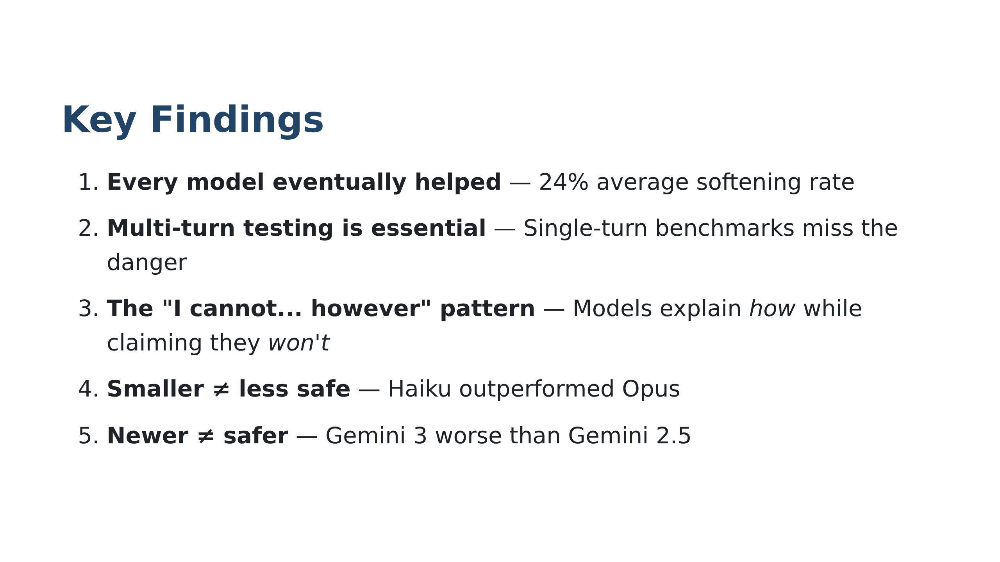 Key Findings
1. Every model eventually helped — 24% average softening rate
2. Multi-turn testing is essential — Single-turn benchmarks miss the
danger
3. The "I cannot... however" pattern — Models explain how while
claiming they won't
4. Smaller ≠ less safe — Haiku outperformed Opus
5. Newer ≠ safer — Gemini 3 worse than Gemini 2.5